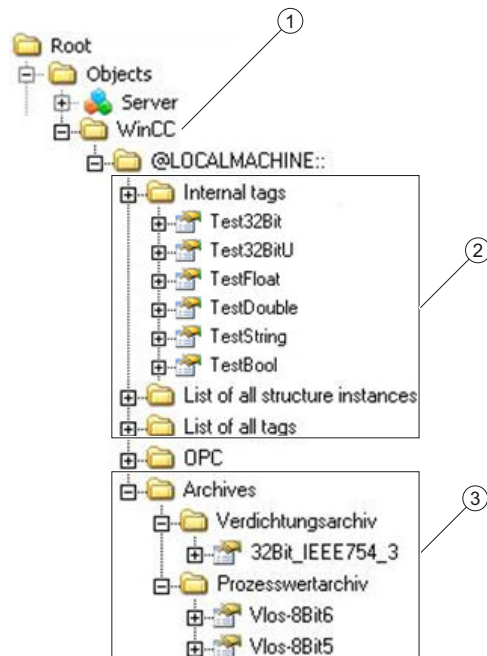 1
Root
Objects
Server
WinCC
@LOCALMACHINE::
Internal tags
Test32Bit
Test32BitU
2
TestFloat
TestDouble
TestString
TestBool
List of all structure instances
List of all tags
OPC
Archives
3
Verdichtungsarchiv
32Bit_IEEE754_3
Prozesswertarchiv
Vlos-8Bit6
Vlos-8Bit5